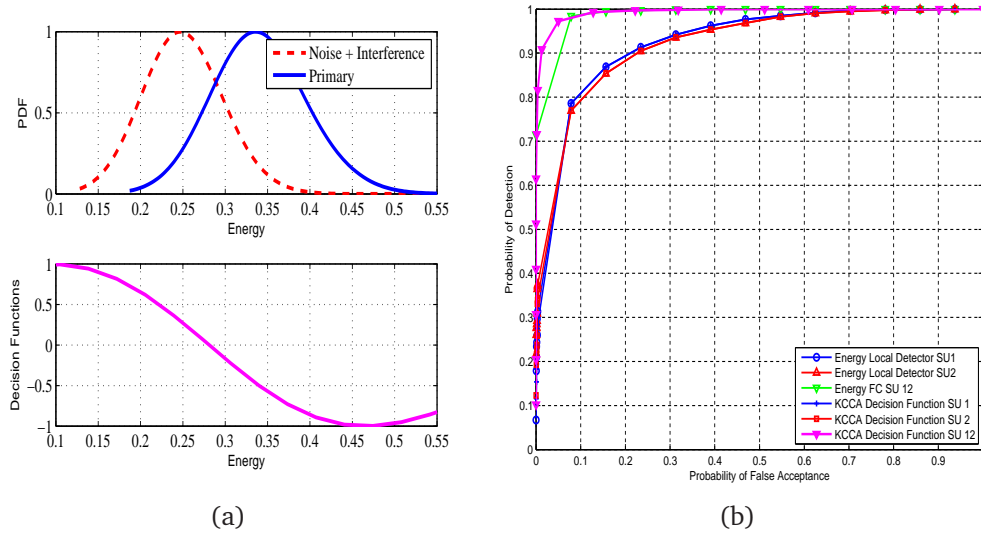 1
0.5
0
PDF
Noise + Interference
Primary
0.1 0.15 0.2 0.25 0.3 0.35 0.4 0.45 0.5 0.55
Energy
1
0.5
0
−0.5
−1
Decision Functions
0.1 0.15 0.2 0.25 0.3 0.35 0.4 0.45 0.5 0.55
Energy
(a)
1
0.9
0.8
0.7
0.6
0.5
0.4
0.3
0.2
0.1
0
Probability of Detection
Energy Local Detector SU1
Energy Local Detector SU2
Energy FC SU 12
KCCA Decision Function SU 1
KCCA Decision Function SU 2
KCCA Decision Function SU 12
0 0.1 0.2 0.3 0.4 0.5 0.6 0.7 0.8 0.9
Probability of False Acceptance
(b)